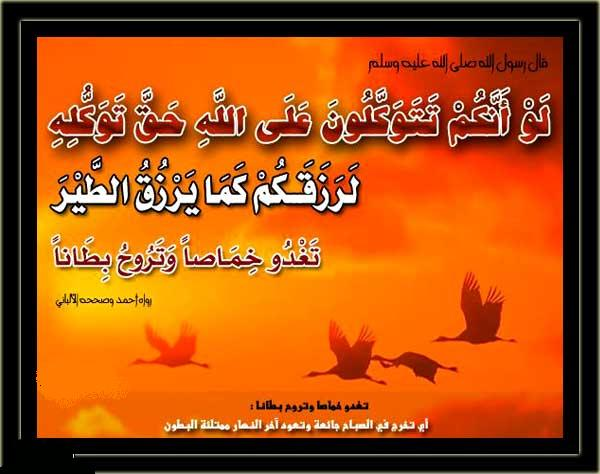 قال رسول الله صلى الله عليه وسلم
لَوْ أَنَّكُمْ تَتَوَكَّلُونَ عَلَى اللَّهِ حَقَّ تَوَكُّلِهِ
لَرَزَقَكُمْ كَمَا يَرْزُقُ الطَّيْرَ
تَغْدُو خِمَاصاً وَتَرُوحُ بِطَاناً
رواه أحمد وصححه الألباني
تغدو خماصا وتروح بطانا :
أي تخرج في الصباح جائعة وتعود آخر النهار ممتلئة البطون